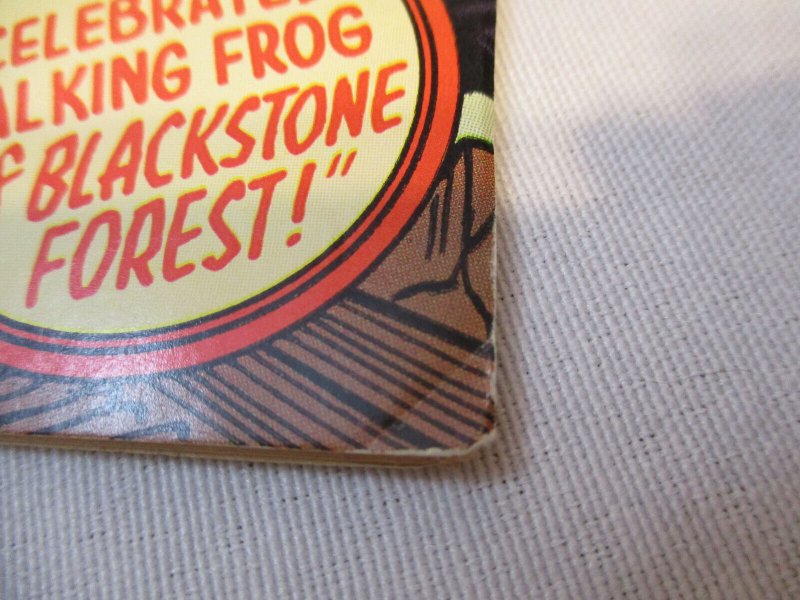 CELEBRATED
ALKING FROG
F BLACKSTONE
FOREST!"